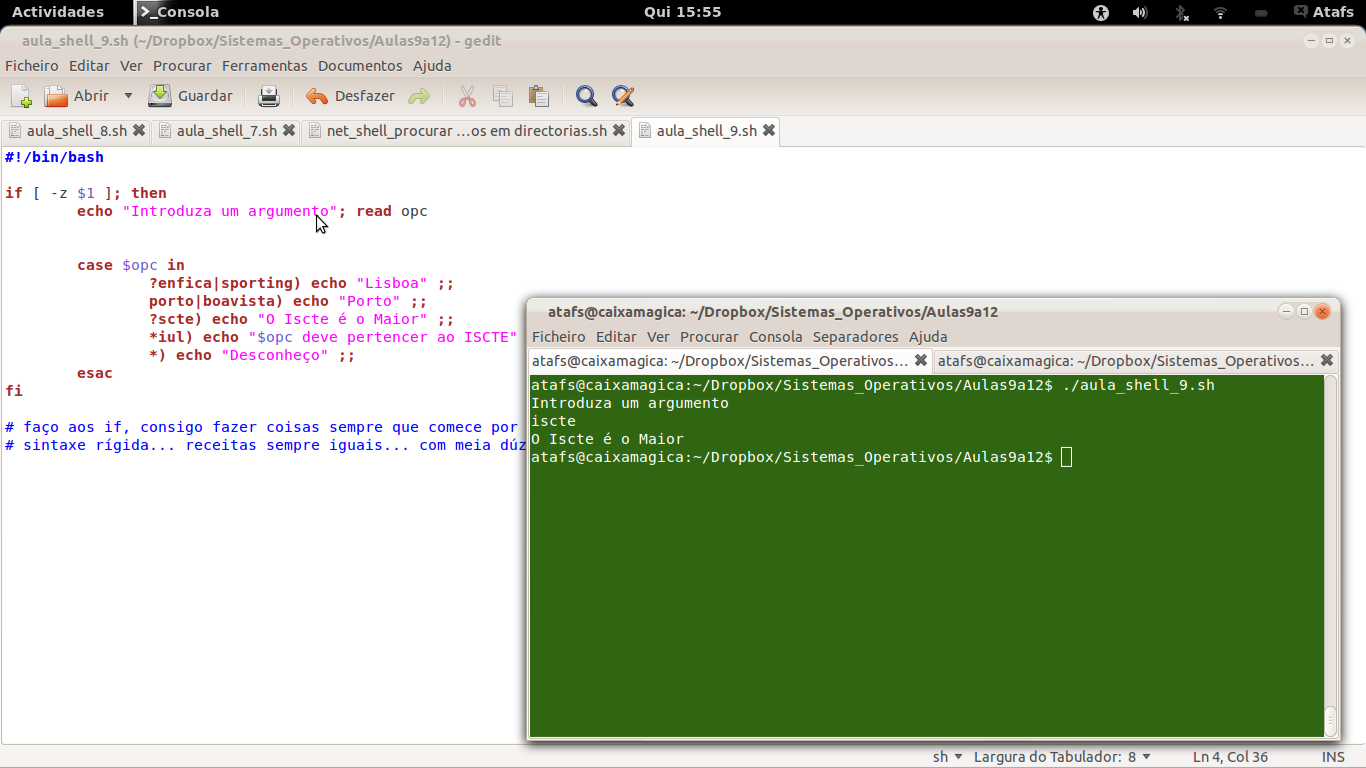 Actividades
>_Consola
Qui 15:55
Atafs
aula_shell_9.sh (~/Dropbox/Sistemas_Operativos/Aulas9a12) - gedit
Ficheiro Editar Ver Procurar Ferramentas Documentos Ajuda
Abrir Guardar Desfazer
aula_shell_8.sh aula_shell_7.sh net_shell_procurar ...os em directorias.sh aula_shell_9.sh
#!/bin/bash
if [ -z $1 ]; then
echo "Introduza um argumento"; read opc
case $opc in
?enfica|sporting) echo "Lisboa" ;;
porto|boavista) echo "Porto" ;;
?scte) echo "O Iscte é o Maior" ;;
*iul) echo "$opc deve pertencer ao ISCTE"
*) echo "Desconheço" ;;
esac
fi
# faço aos if, consigo fazer coisas sempre que comece por
# sintaxe rígida... receitas sempre iguais... com meia dúz
atafs@caixamagica: ~/Dropbox/Sistemas_Operativos/Aulas9a12
Ficheiro Editar Ver Procurar Consola Separadores Ajuda
atafs@caixamagica: ~/Dropbox/Sistemas_Operativos... atafs@caixamagica: ~/Dropbox/Sistemas_Operativos...
atafs@caixamagica:~/Dropbox/Sistemas_Operativos/Aulas9a12$ ./aula_shell_9.sh
Introduza um argumento
iscte
O Iscte é o Maior
atafs@caixamagica:~/Dropbox/Sistemas_Operativos/Aulas9a12$
sh Largura do Tabulador: 8 Ln 4, Col 36 INS